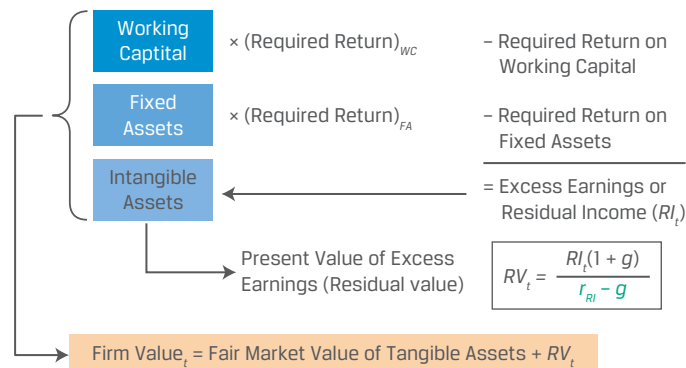 Working
Captital
× (Required Return)WC
– Required Return on
Working Capital
Fixed
Assets
× (Required Return)FA
– Required Return on
Fixed Assets
Intangible
Assets
= Excess Earnings or
Residual Income (RIt)
Present Value of Excess
Earnings (Residual value)
RVt = RIt(1 + g)
rRI – g
Firm Valuet = Fair Market Value of Tangible Assets + RVt